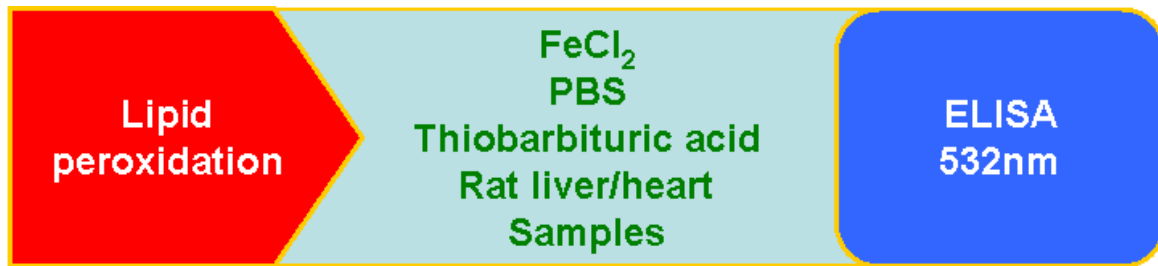 Lipid
peroxidation
FeCl₂
PBS
Thiobarbituric acid
Rat liver/heart
Samples
ELISA
532nm